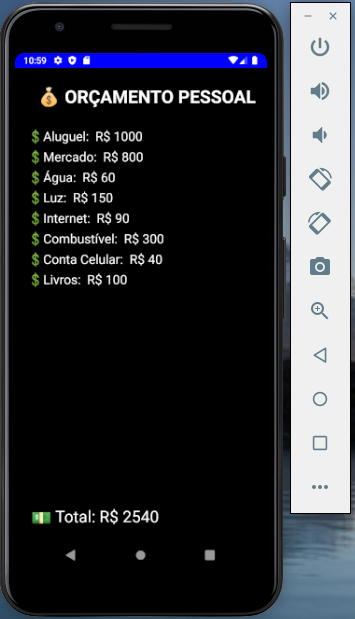 10:59
💰 ORÇAMENTO PESSOAL
💲Aluguel: R$ 1000
💲Mercado: R$ 800
💲Água: R$ 60
💲Luz: R$ 150
💲Internet: R$ 90
💲Combustível: R$ 300
💲Conta Celular: R$ 40
💲Livros: R$ 100
💵 Total: R$ 2540